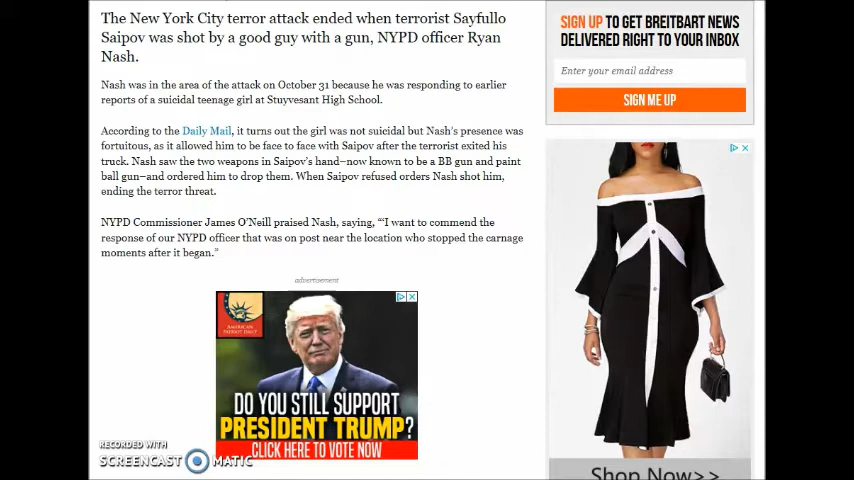 The New York City terror attack ended when terrorist Sayfullo
Saipov was shot by a good guy with a gun, NYPD officer Ryan
Nash.
Nash was in the area of the attack on October 31 because he was responding to earlier
reports of a suicidal teenage girl at Stuyvesant High School.
According to the Daily Mail, it turns out the girl was not suicidal but Nash's presence was
fortuitous, as it allowed him to be face to face with Saipov after the terrorist exited his
truck. Nash saw the two weapons in Saipov's hand—now known to be a BB gun and paint
ball gun—and ordered him to drop them. When Saipov refused orders Nash shot him,
ending the terror threat.
NYPD Commissioner James O'Neill praised Nash, saying, "'I want to commend the
response of our NYPD officer that was on post near the location who stopped the carnage
moments after it began."
advertisement
AMERICAN
PATRIOT DAILY
DO YOU STILL SUPPORT
PRESIDENT TRUMP?
CLICK HERE TO VOTE NOW
RECORDED WITH
SCREENCAST MATIC
SIGN UP TO GET BREITBART NEWS
DELIVERED RIGHT TO YOUR INBOX
Enter your email address
SIGN ME UP
Shop Now>>